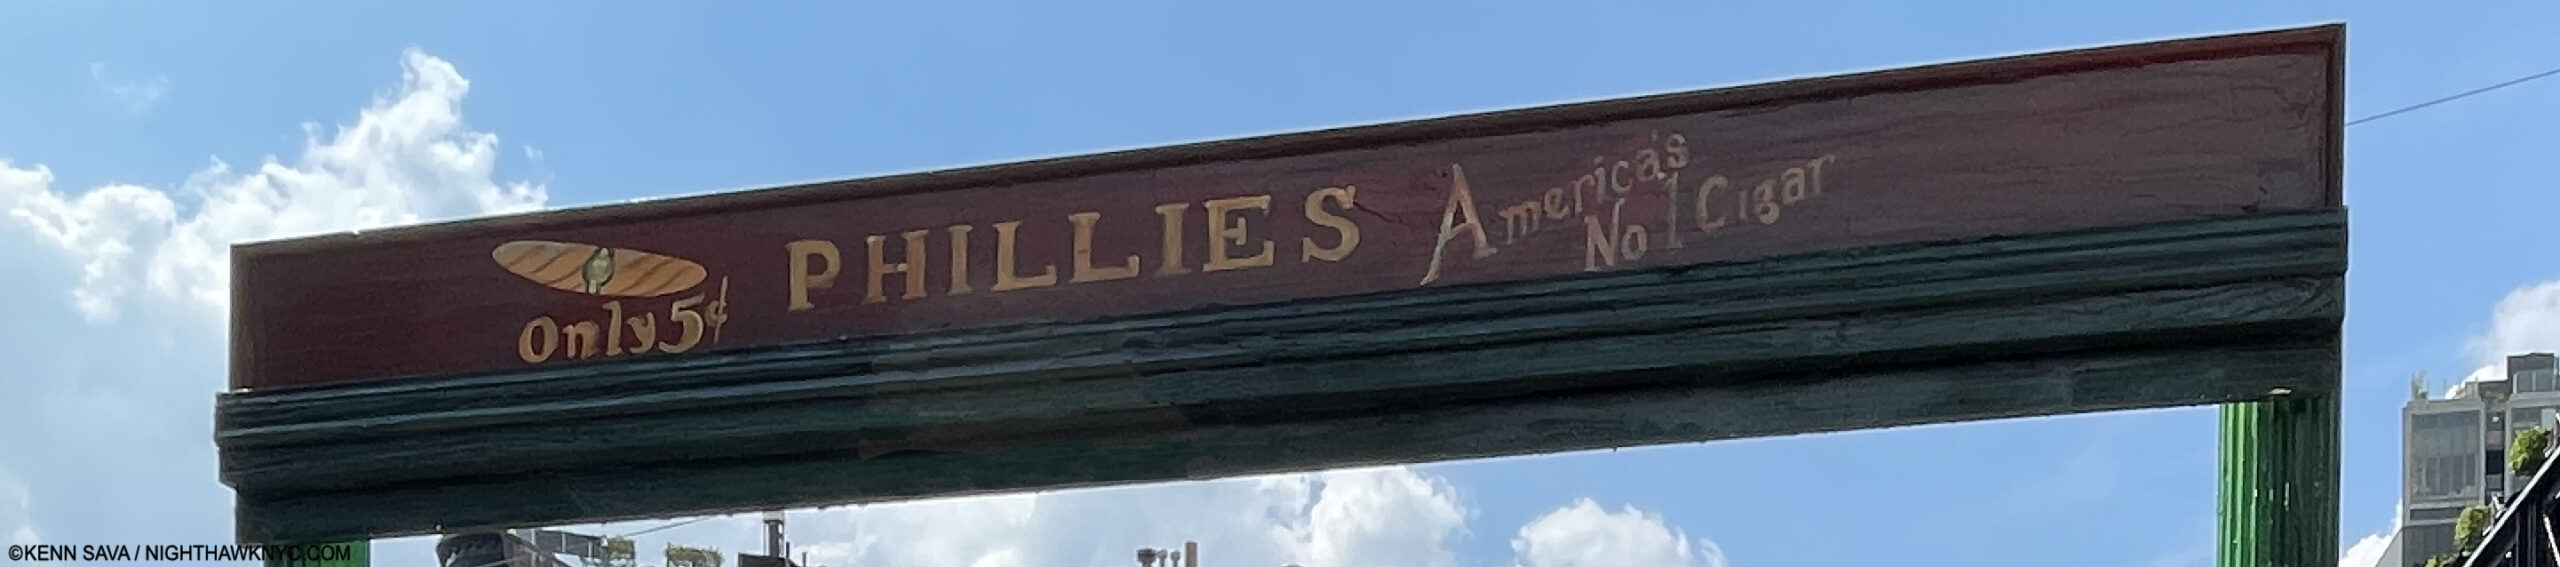 Only 5¢
PHILLIES
America's
No 1 Cigar
©KENN SAVA / NIGHTHAWKNYC.COM